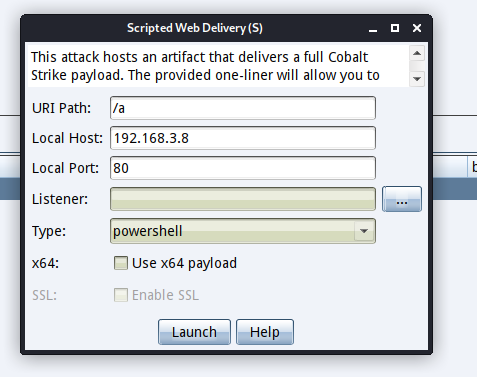 Scripted Web Delivery (S)
This attack hosts an artifact that delivers a full Cobalt
Strike payload. The provided one-liner will allow you to
URI Path: /a
Local Host: 192.168.3.8
Local Port: 80
Listener: ...
Type: powershell
x64: Use x64 payload
SSL: Enable SSL
Launch Help